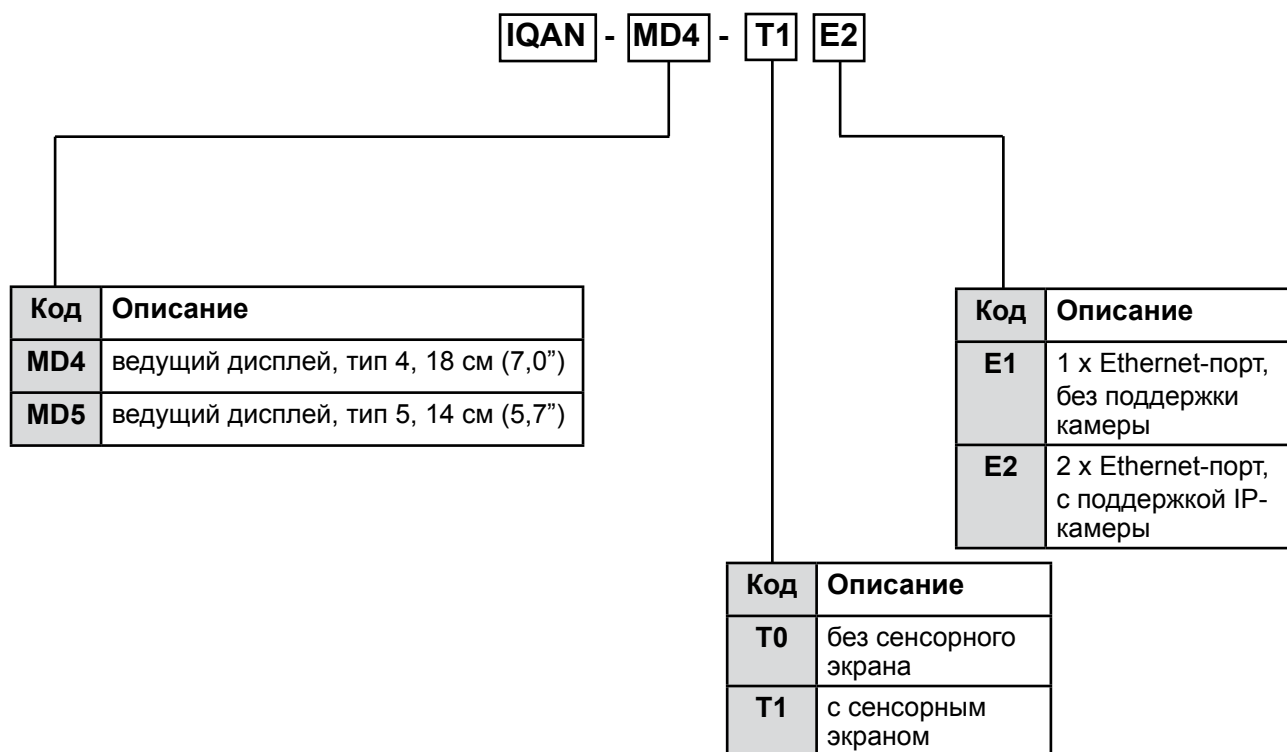 IQAN - MD4 - T1 E2
Код Описание
MD4 ведущий дисплей, тип 4, 18 см (7,0”)
MD5 ведущий дисплей, тип 5, 14 см (5,7”)
Код Описание
E1 1 x Ethernet-порт,
без поддержки
камеры
E2 2 x Ethernet-порт,
с поддержкой IP-
камеры
Код Описание
T0 без сенсорного
экрана
T1 с сенсорным
экраном